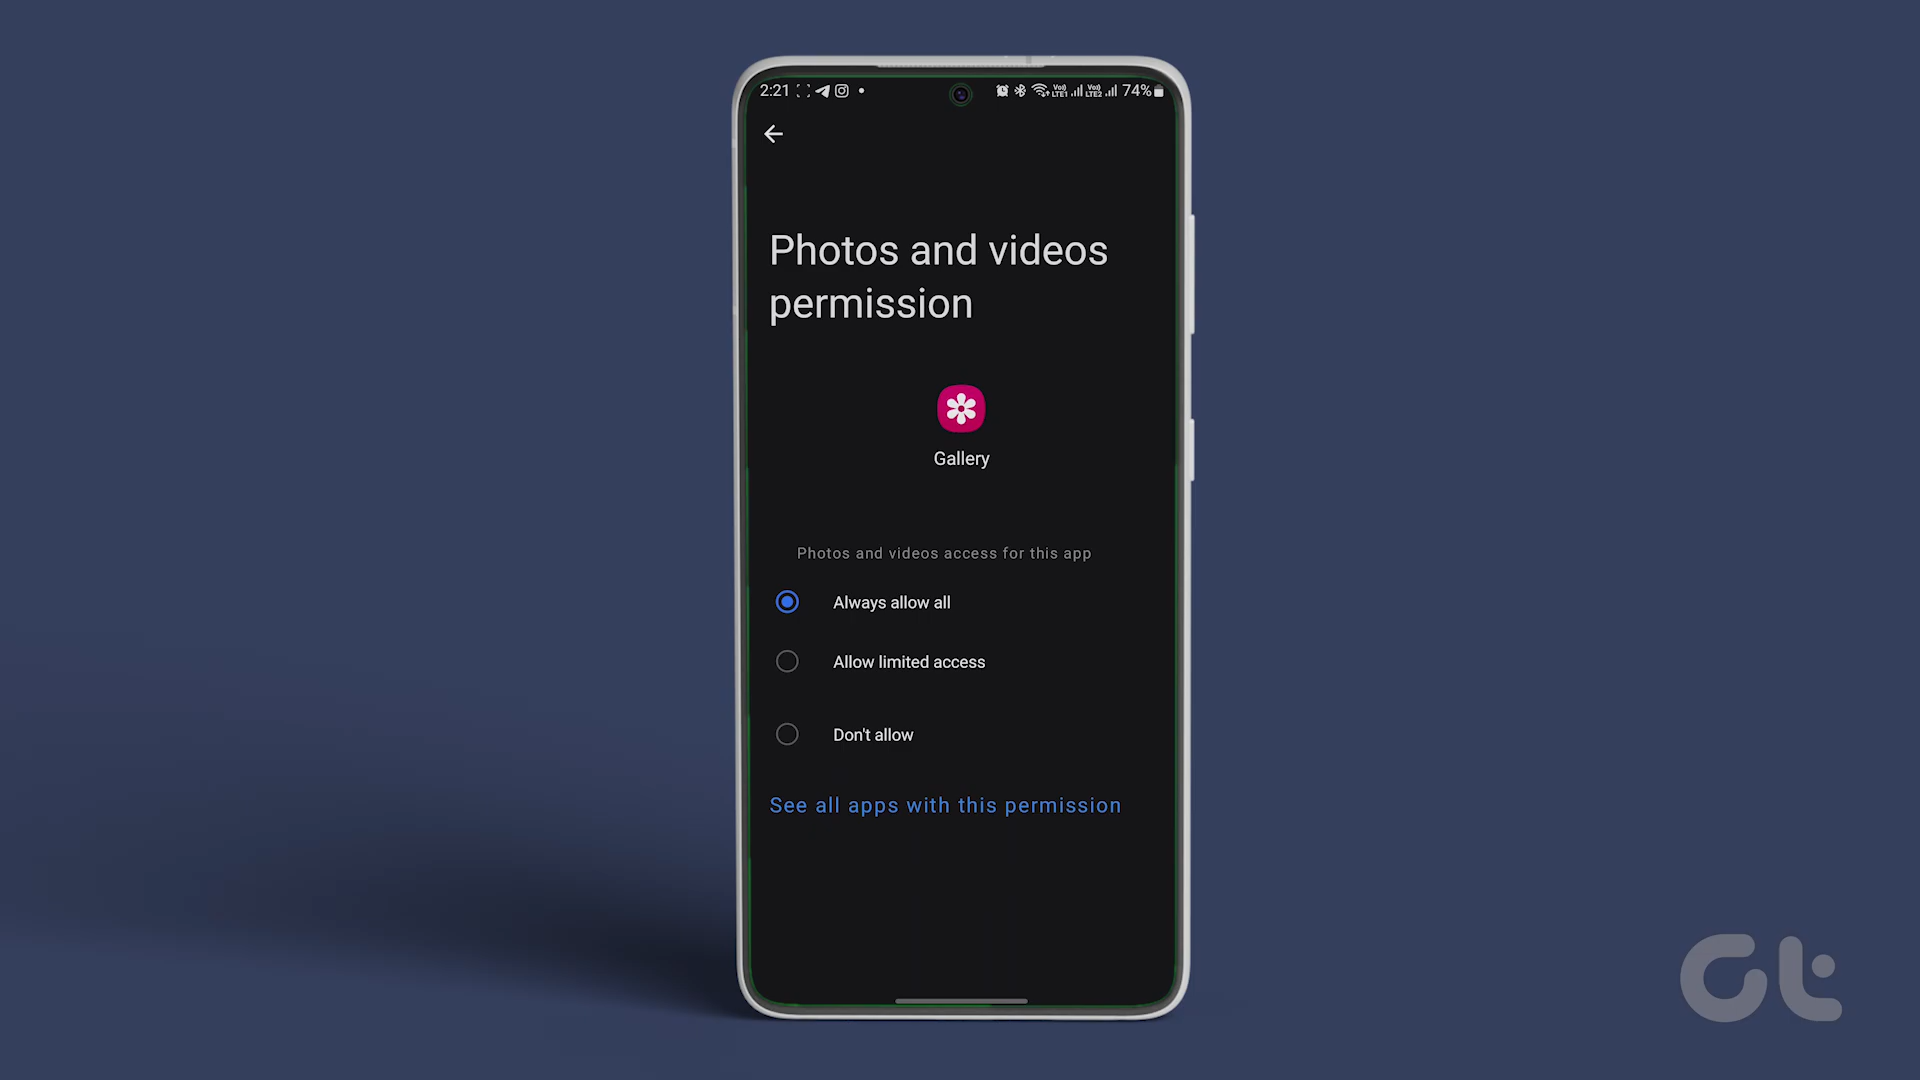 2:21 74%
Photos and videos
permission
Gallery
Photos and videos access for this app
Always allow all
Allow limited access
Don't allow
See all apps with this permission
Gt